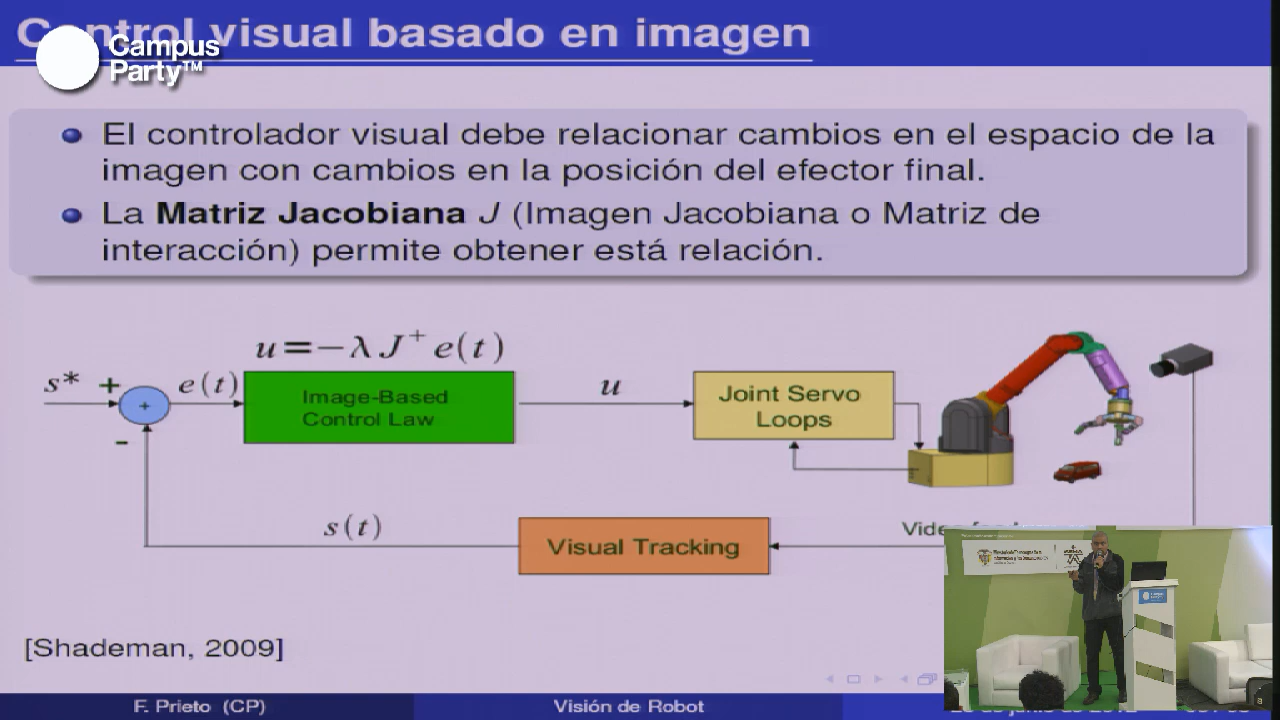 Control visual basado en imagen
Campus
Party™
El controlador visual debe relacionar cambios en el espacio de la
imagen con cambios en la posición del efector final.
La Matriz Jacobiana J (Imagen Jacobiana o Matriz de
interacción) permite obtener está relación.
u=−λ J⁺ e(t)
s* + e(t)
+
-
Image-Based
Control Law
u
Joint Servo
Loops
s(t)
Visual Tracking
[Shademan, 2009]
F. Prieto (CP)
Visión de Robot